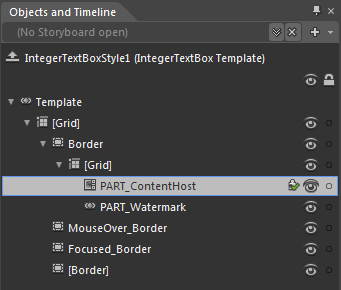 Objects and Timeline
(No Storyboard open)
IntegerTextBoxStyle1 (IntegerTextBox Template)
Template
[Grid]
Border
[Grid]
PART_ContentHost
PART_Watermark
MouseOver_Border
Focused_Border
[Border]